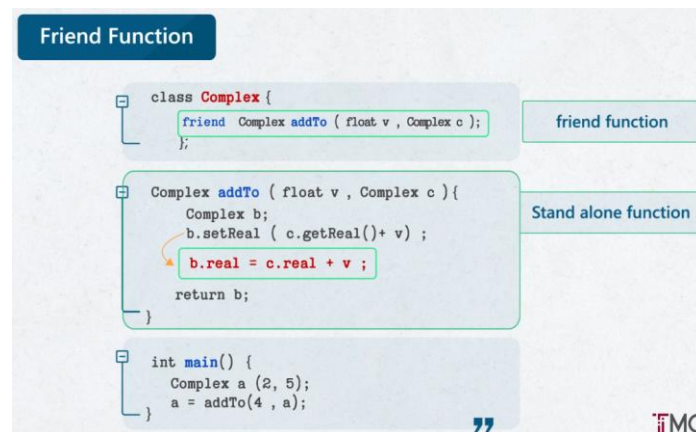 Friend Function
class Complex {
friend Complex addTo ( float v , Complex c );
};
friend function
Complex addTo ( float v , Complex c ){
Complex b;
b.setReal ( c.getReal()+ v) ;
b.real = c.real + v ;
return b;
}
Stand alone function
int main() {
Complex a (2, 5);
a = addTo(4 , a);
}